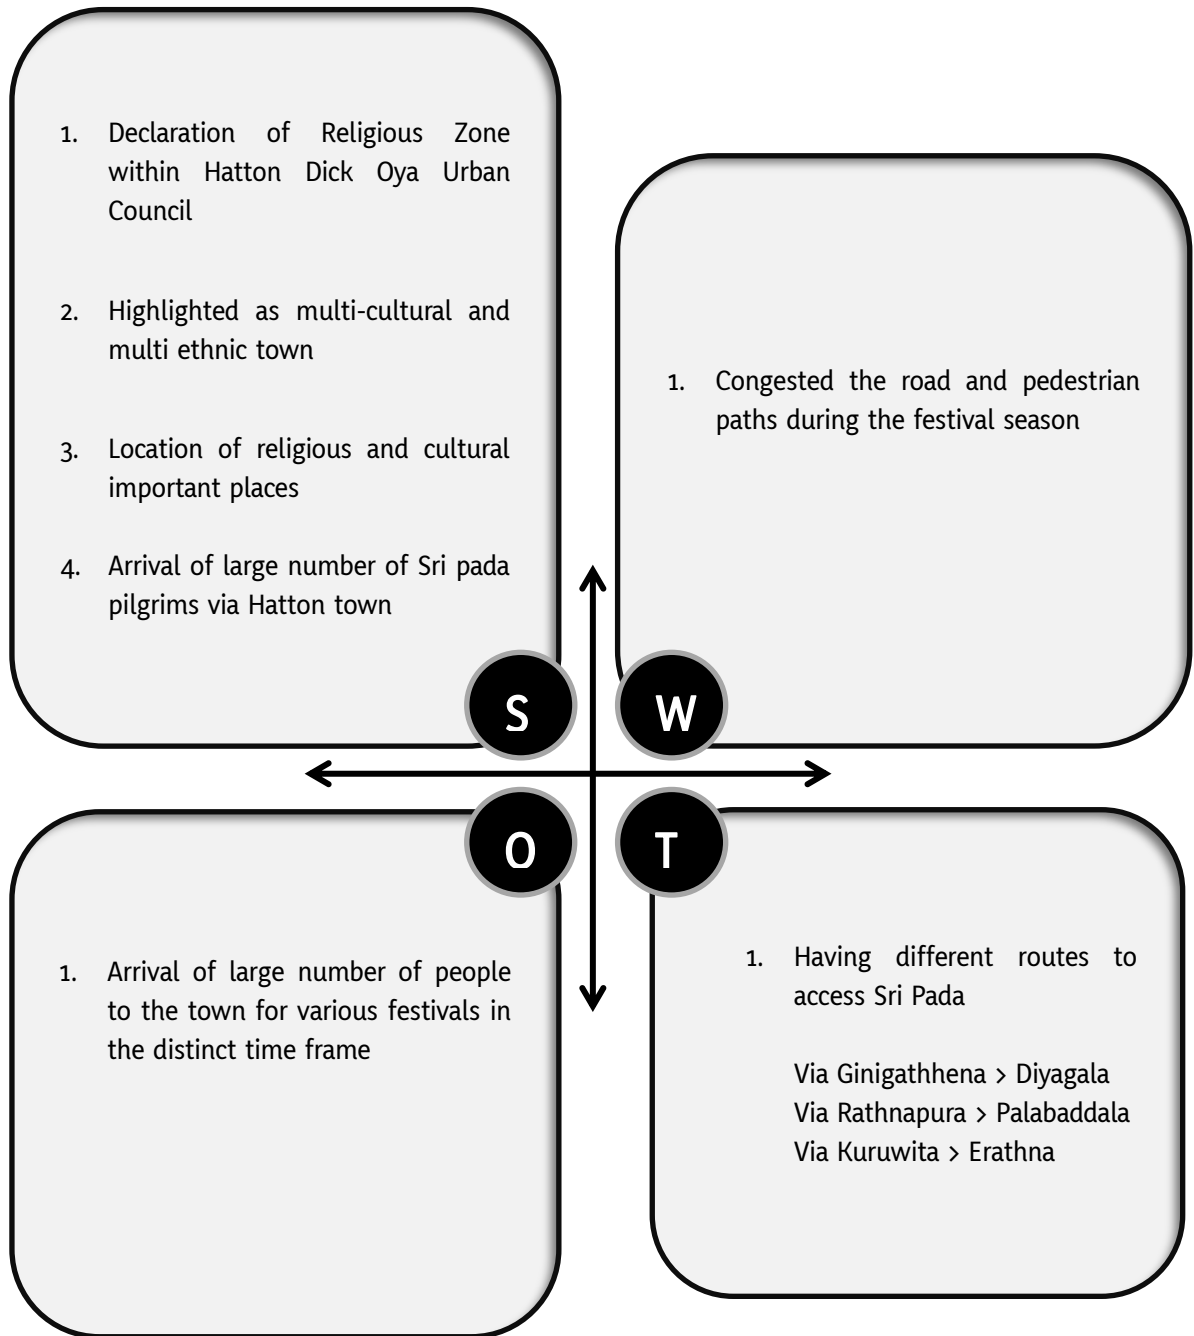 1. Declaration of Religious Zone
within Hatton Dick Oya Urban
Council
2. Highlighted as multi-cultural and
multi ethnic town
3. Location of religious and cultural
important places
4. Arrival of large number of Sri pada
pilgrims via Hatton town
S
1. Congested the road and pedestrian
paths during the festival season
W
O
1. Arrival of large number of people
to the town for various festivals in
the distinct time frame
T
1. Having different routes to
access Sri Pada
Via Ginigathhena > Diyagala
Via Rathnapura > Palabaddala
Via Kuruwita > Erathna